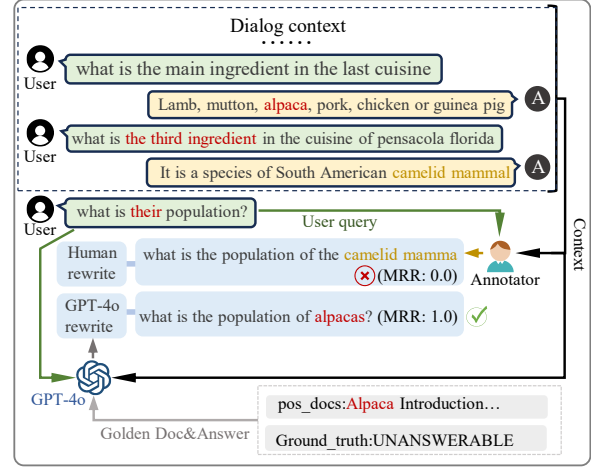 Dialog context
......
what is the main ingredient in the last cuisine
User
Lamb, mutton, alpaca, pork, chicken or guinea pig
A
what is the third ingredient in the cuisine of pensacola florida
User
It is a species of South American camelid mammal
A
what is their population?
User
User query
Context
Human
rewrite
what is the population of the camelid mamma
(MRR: 0.0)
Annotator
GPT-4o
rewrite
what is the population of alpacas? (MRR: 1.0)
GPT-4o
Golden Doc&Answer
pos_docs:Alpaca Introduction…
Ground_truth:UNANSWERABLE